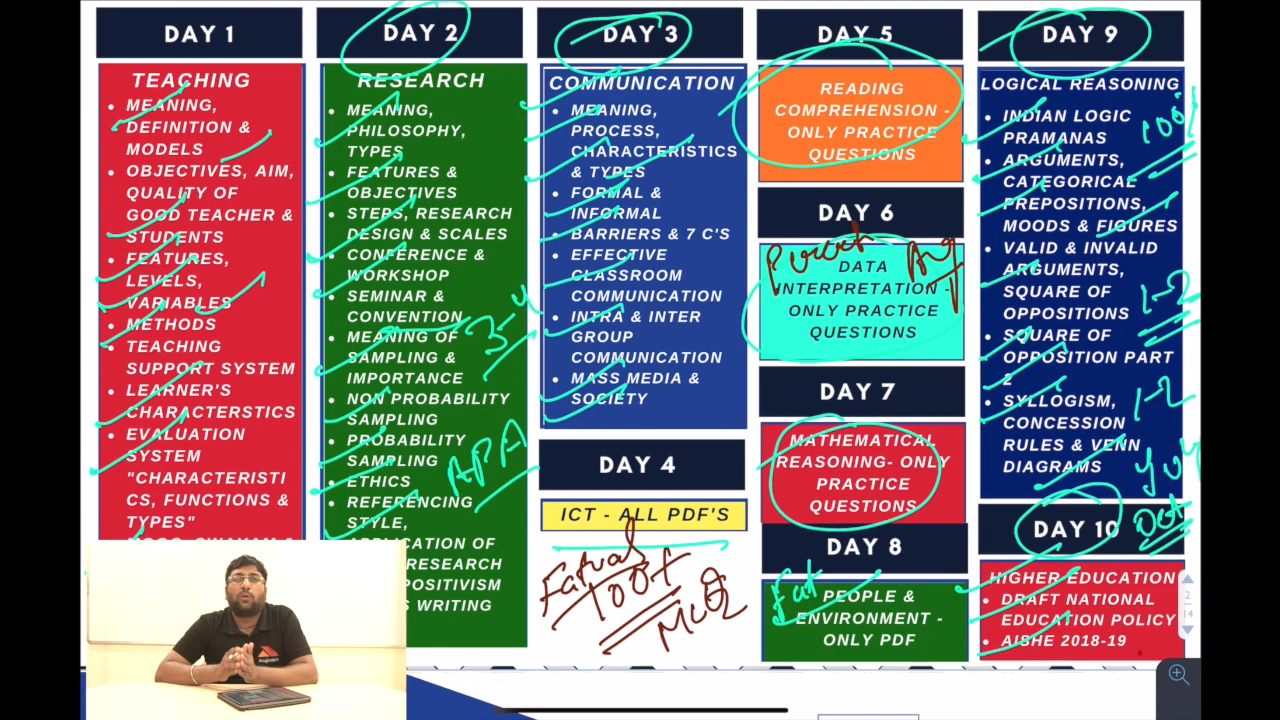 DAY 1
TEACHING
• MEANING,
DEFINITION &
MODELS
• OBJECTIVES, AIM,
QUALITY OF
GOOD TEACHER &
STUDENTS
• FEATURES,
LEVELS,
VARIABLES
• METHODS
• TEACHING
SUPPORT SYSTEM
• LEARNER'S
CHARACTERSTICS
• EVALUATION
SYSTEM
"CHARACTERISTI
CS, FUNCTIONS &
TYPES"
DAY 2
RESEARCH
• MEANING,
PHILOSOPHY,
TYPES
• FEATURES &
OBJECTIVES
• STEPS, RESEARCH
DESIGN & SCALES
• CONFERENCE &
WORKSHOP
• SEMINAR &
CONVENTION
• MEANING OF
SAMPLING &
IMPORTANCE
• NON PROBABILITY
SAMPLING
• PROBABILITY
SAMPLING
• ETHICS
• REFERENCING
STYLE,
APPLICATION OF
RESEARCH
POSITIVISM
WRITING
3-4
APA
DAY 3
COMMUNICATION
• MEANING,
PROCESS,
CHARACTERISTICS
& TYPES
• FORMAL &
INFORMAL
• BARRIERS & 7 C'S
• EFFECTIVE
CLASSROOM
COMMUNICATION
• INTRA & INTER
GROUP
COMMUNICATION
• MASS MEDIA &
SOCIETY
DAY 4
ICT - ALL PDF'S
100+
MCQ
DAY 5
READING
COMPREHENSION -
ONLY PRACTICE
QUESTIONS
DAY 6
DATA
INTERPRETATION -
ONLY PRACTICE
QUESTIONS
DAY 7
MATHEMATICAL
REASONING- ONLY
PRACTICE
QUESTIONS
DAY 8
PEOPLE &
ENVIRONMENT -
ONLY PDF
DAY 9
LOGICAL REASONING
• INDIAN LOGIC
PRAMANAS
• ARGUMENTS,
CATEGORICAL
PREPOSITIONS,
MOODS & FIGURES
• VALID & INVALID
ARGUMENTS,
SQUARE OF
OPPOSITIONS
• SQUARE OF
OPPOSITION PART
2
• SYLLOGISM,
CONCESSION
RULES & VENN
DIAGRAMS
100%
1-2
1-2
Oct
DAY 10
HIGHER EDUCATION
• DRAFT NATIONAL
EDUCATION POLICY
• AISHE 2018-19